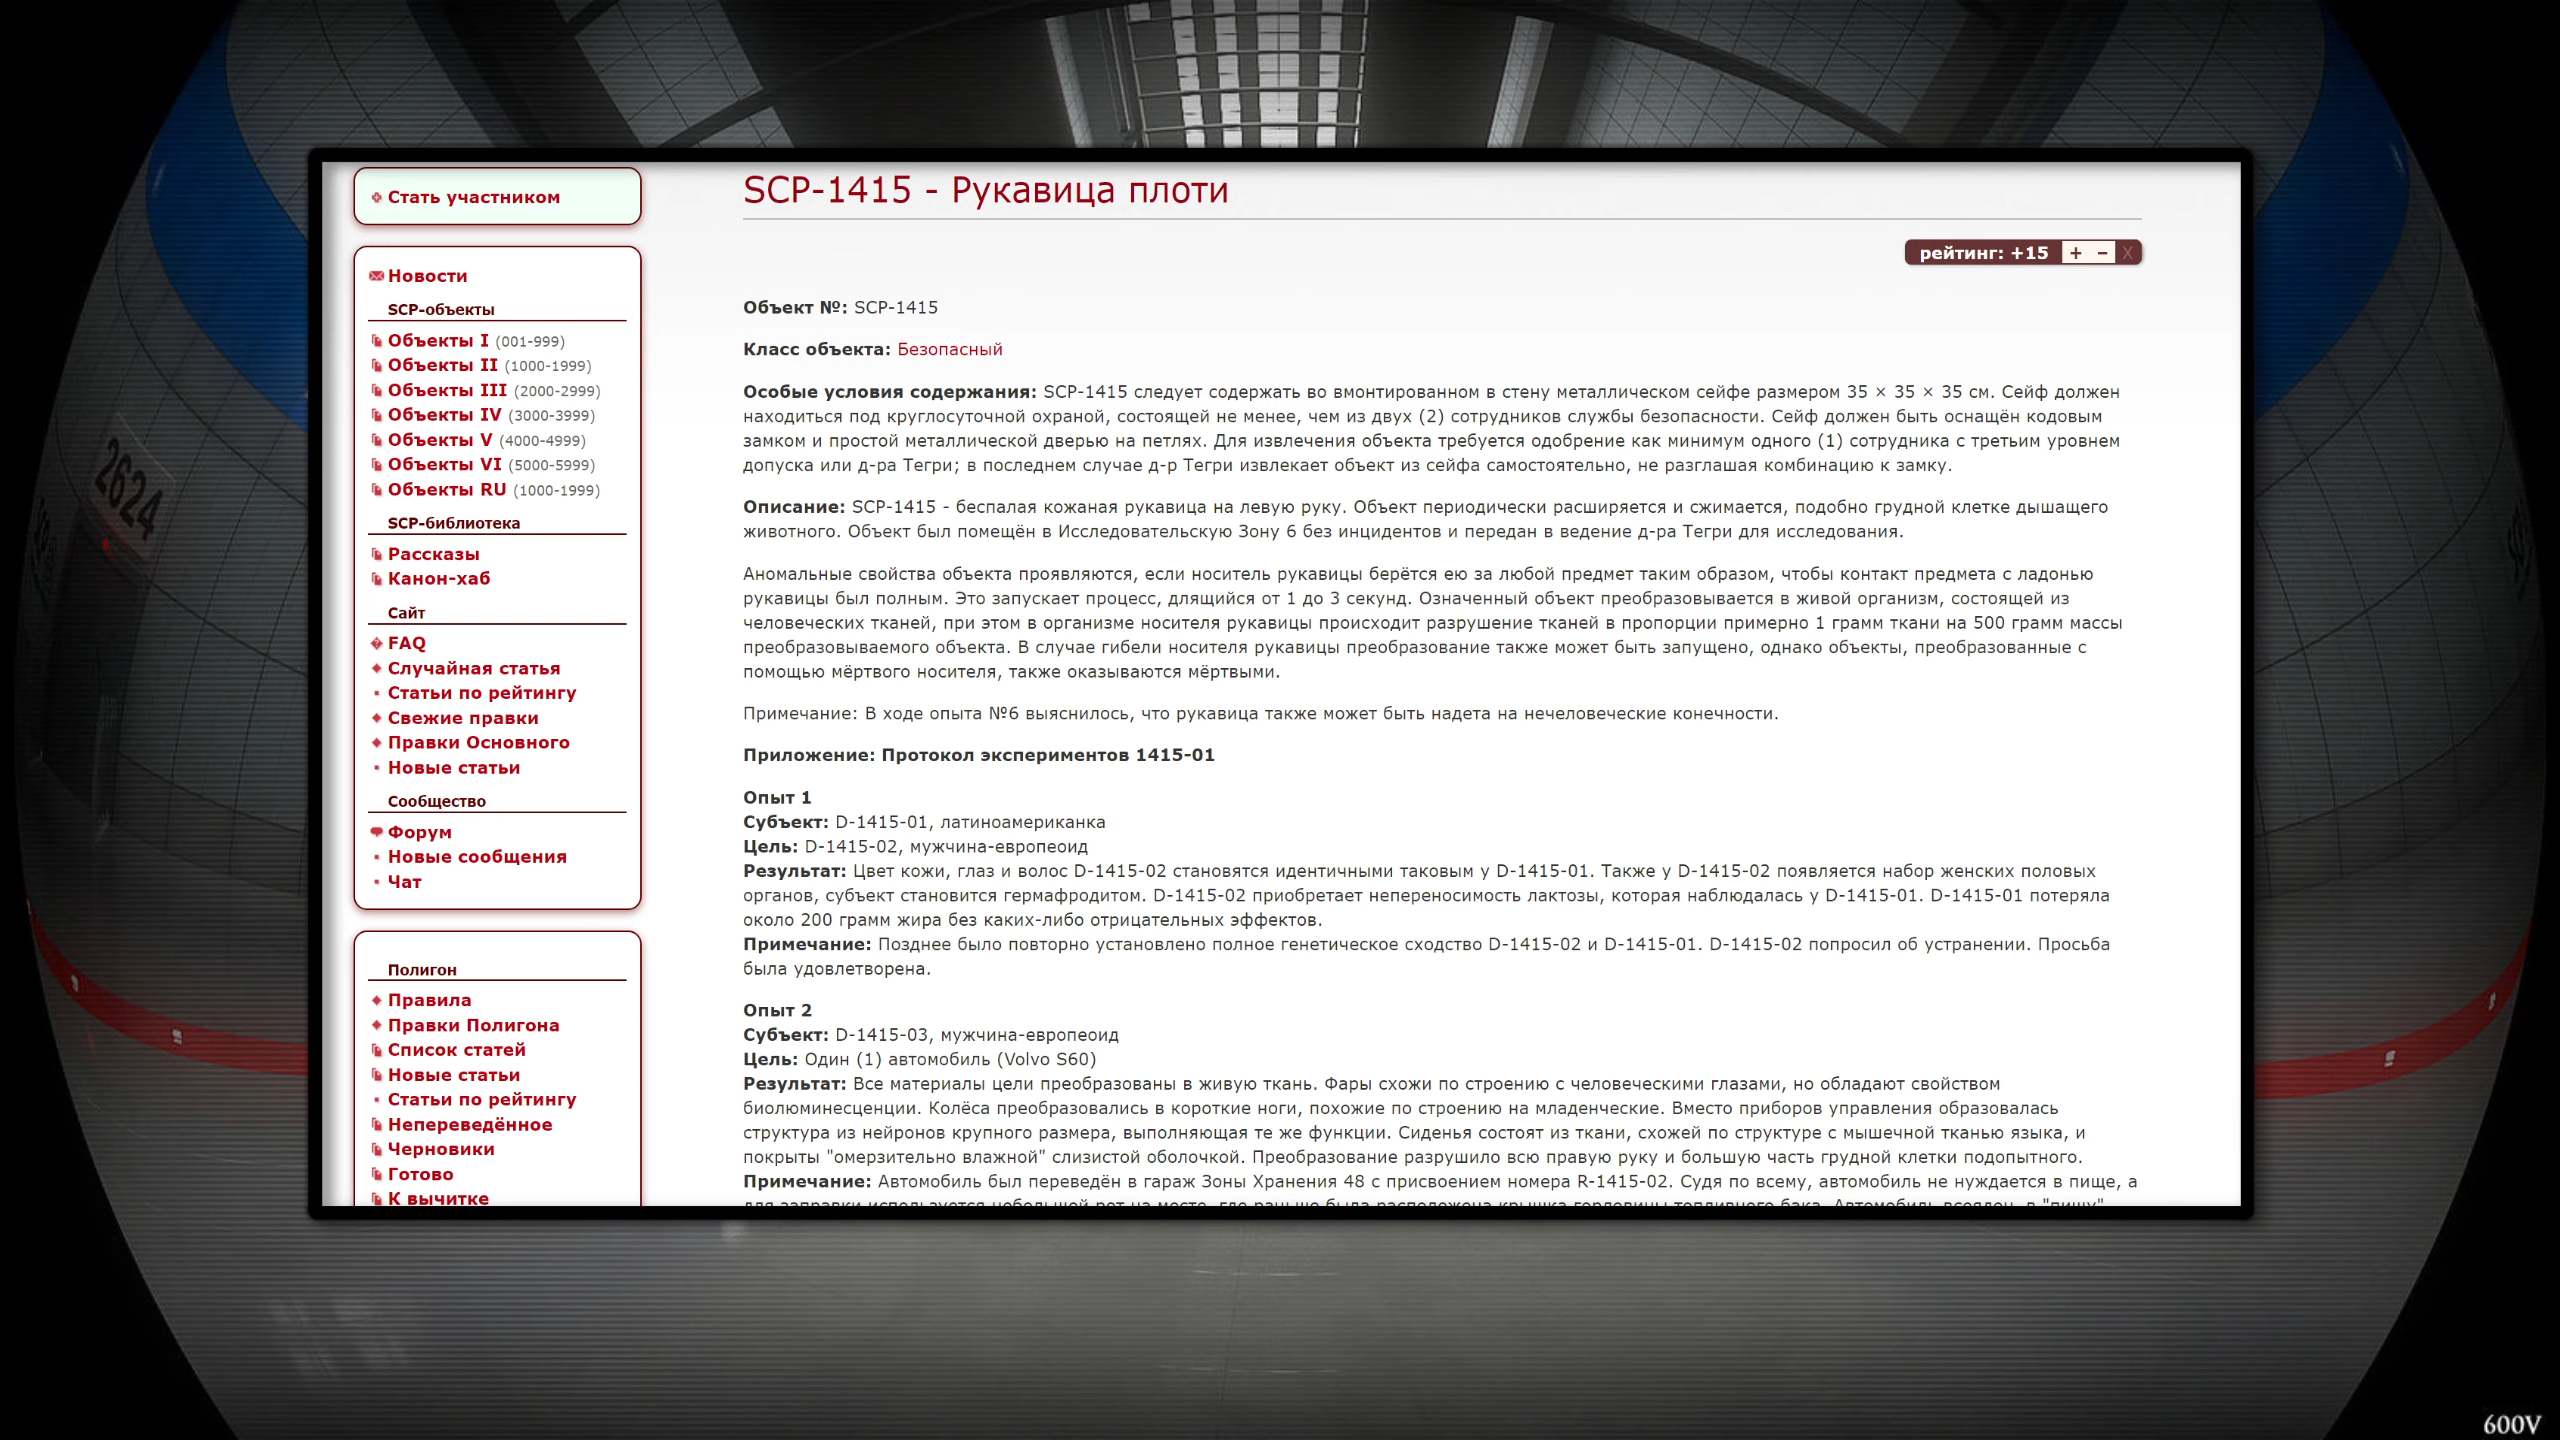 Стать участником
Новости
SCP-объекты
Объекты I (001-999)
Объекты II (1000-1999)
Объекты III (2000-2999)
Объекты IV (3000-3999)
Объекты V (4000-4999)
Объекты VI (5000-5999)
Объекты RU (1000-1999)
SCP-библиотека
Рассказы
Канон-хаб
Сайт
FAQ
Случайная статья
Статьи по рейтингу
Свежие правки
Правки Основного
Новые статьи
Сообщество
Форум
Новые сообщения
Чат
Полигон
Правила
Правки Полигона
Список статей
Новые статьи
Статьи по рейтингу
Непереведённое
Черновики
Готово
К вычитке
SCP-1415 - Рукавица плоти
рейтинг: +15 + − X
Объект №: SCP-1415
Класс объекта: Безопасный
Особые условия содержания: SCP-1415 следует содержать во вмонтированном в стену металлическом сейфе размером 35 × 35 × 35 см. Сейф должен
находиться под круглосуточной охраной, состоящей не менее, чем из двух (2) сотрудников службы безопасности. Сейф должен быть оснащён кодовым
замком и простой металлической дверью на петлях. Для извлечения объекта требуется одобрение как минимум одного (1) сотрудника с третьим уровнем
допуска или д-ра Тегри; в последнем случае д-р Тегри извлекает объект из сейфа самостоятельно, не разглашая комбинацию к замку.
Описание: SCP-1415 - беспалая кожаная рукавица на левую руку. Объект периодически расширяется и сжимается, подобно грудной клетке дышащего
животного. Объект был помещён в Исследовательскую Зону 6 без инцидентов и передан в ведение д-ра Тегри для исследования.
Аномальные свойства объекта проявляются, если носитель рукавицы берётся ею за любой предмет таким образом, чтобы контакт предмета с ладонью
рукавицы был полным. Это запускает процесс, длящийся от 1 до 3 секунд. Означенный объект преобразовывается в живой организм, состоящей из
человеческих тканей, при этом в организме носителя рукавицы происходит разрушение тканей в пропорции примерно 1 грамм ткани на 500 грамм массы
преобразовываемого объекта. В случае гибели носителя рукавицы преобразование также может быть запущено, однако объекты, преобразованные с
помощью мёртвого носителя, также оказываются мёртвыми.
Примечание: В ходе опыта №6 выяснилось, что рукавица также может быть надета на нечеловеческие конечности.
Приложение: Протокол экспериментов 1415-01
Опыт 1
Субъект: D-1415-01, латиноамериканка
Цель: D-1415-02, мужчина-европеоид
Результат: Цвет кожи, глаз и волос D-1415-02 становятся идентичными таковым у D-1415-01. Также у D-1415-02 появляется набор женских половых
органов, субъект становится гермафродитом. D-1415-02 приобретает непереносимость лактозы, которая наблюдалась у D-1415-01. D-1415-01 потеряла
около 200 грамм жира без каких-либо отрицательных эффектов.
Примечание: Позднее было повторно установлено полное генетическое сходство D-1415-02 и D-1415-01. D-1415-02 попросил об устранении. Просьба
была удовлетворена.
Опыт 2
Субъект: D-1415-03, мужчина-европеоид
Цель: Один (1) автомобиль (Volvo S60)
Результат: Все материалы цели преобразованы в живую ткань. Фары схожи по строению с человеческими глазами, но обладают свойством
биолюминесценции. Колёса преобразовались в короткие ноги, похожие по строению на младенческие. Вместо приборов управления образовалась
структура из нейронов крупного размера, выполняющая те же функции. Сиденья состоят из ткани, схожей по структуре с мышечной тканью языка, и
покрыты "омерзительно влажной" слизистой оболочкой. Преобразование разрушило всю правую руку и большую часть грудной клетки подопытного.
Примечание: Автомобиль был переведён в гараж Зоны Хранения 48 с присвоением номера R-1415-02. Судя по всему, автомобиль не нуждается в пище, а
для заправки используется небольшой рот на месте, где раньше была расположена крышка горловины топливного бака. Автомобиль всеяден, в "пищу"
2624
600V